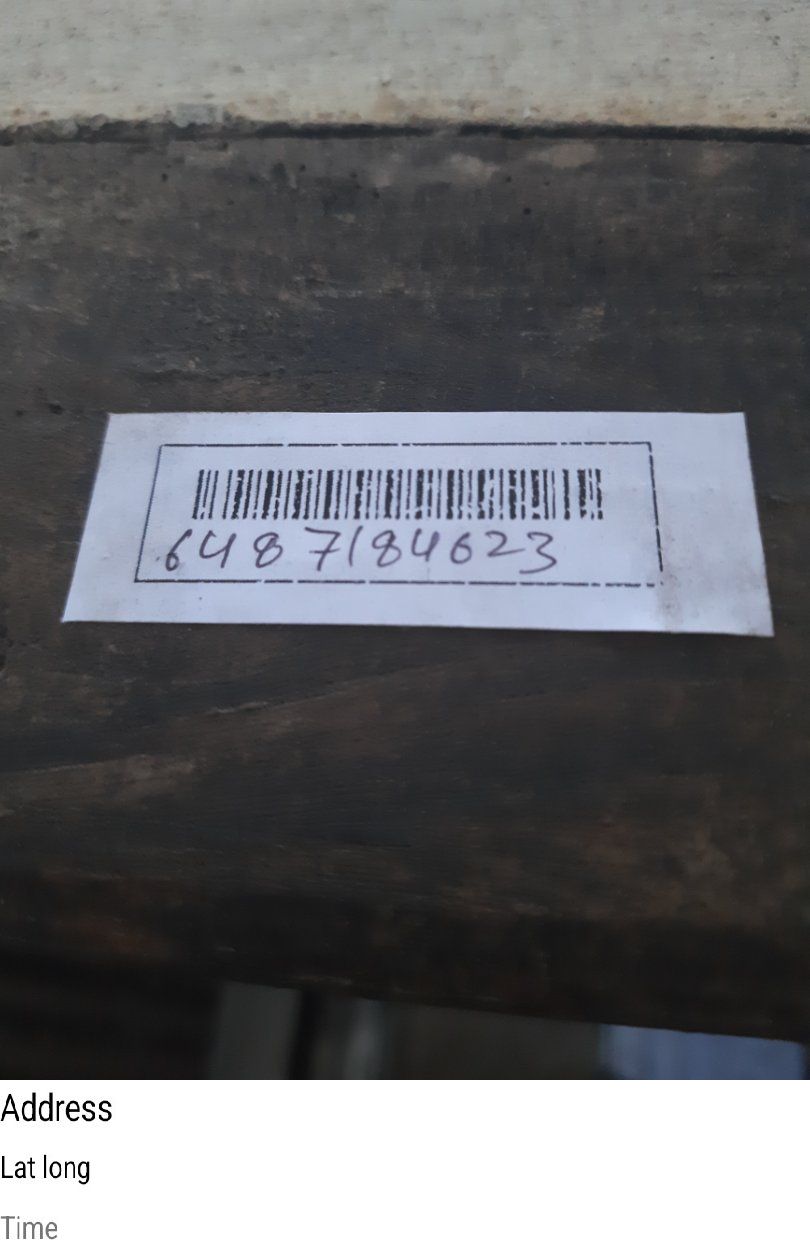 6487184623
Address
Lat long
Time